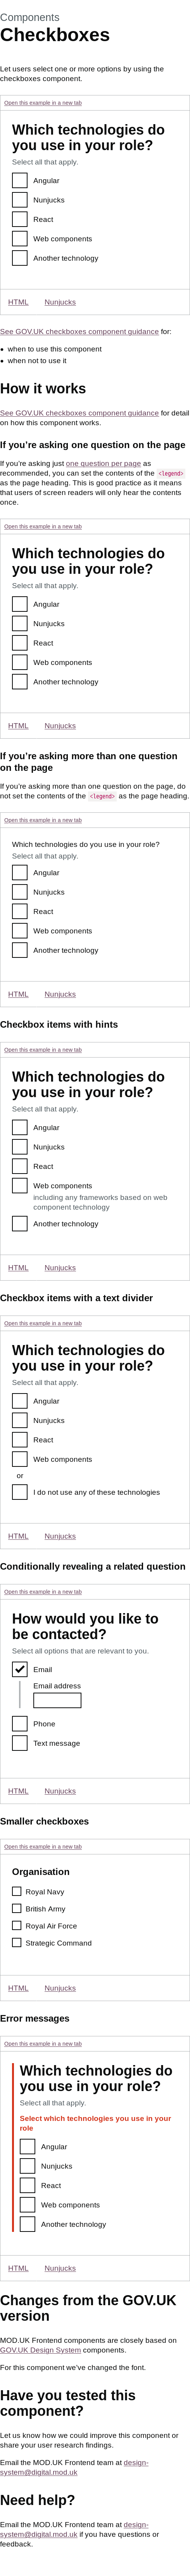 Components
Checkboxes
Let users select one or more options by using the
checkboxes component.
Open this example in a new tab
Which technologies do
you use in your role?
Select all that apply.
Angular
Nunjucks
React
Web components
Another technology
HTML Nunjucks
See GOV.UK checkboxes component guidance for:
• when to use this component
• when not to use it
How it works
See GOV.UK checkboxes component guidance for detail
on how this component works.
If you're asking one question on the page
If you're asking just one question per page as
recommended, you can set the contents of the <legend>
as the page heading. This is good practice as it means
that users of screen readers will only hear the contents
once.
Open this example in a new tab
Which technologies do
you use in your role?
Select all that apply.
Angular
Nunjucks
React
Web components
Another technology
HTML Nunjucks
If you're asking more than one question
on the page
If you're asking more than one question on the page, do
not set the contents of the <legend> as the page heading.
Open this example in a new tab
Which technologies do you use in your role?
Select all that apply.
Angular
Nunjucks
React
Web components
Another technology
HTML Nunjucks
Checkbox items with hints
Open this example in a new tab
Which technologies do
you use in your role?
Select all that apply.
Angular
Nunjucks
React
Web components
including any frameworks based on web
component technology
Another technology
HTML Nunjucks
Checkbox items with a text divider
Open this example in a new tab
Which technologies do
you use in your role?
Select all that apply.
Angular
Nunjucks
React
Web components
or
I do not use any of these technologies
HTML Nunjucks
Conditionally revealing a related question
Open this example in a new tab
How would you like to
be contacted?
Select all options that are relevant to you.
Email
Email address
Phone
Text message
HTML Nunjucks
Smaller checkboxes
Open this example in a new tab
Organisation
Royal Navy
British Army
Royal Air Force
Strategic Command
HTML Nunjucks
Error messages
Open this example in a new tab
Which technologies do
you use in your role?
Select all that apply.
Select which technologies you use in your
role
Angular
Nunjucks
React
Web components
Another technology
HTML Nunjucks
Changes from the GOV.UK
version
MOD.UK Frontend components are closely based on
GOV.UK Design System components.
For this component we've changed the font.
Have you tested this
component?
Let us know how we could improve this component or
share your user research findings.
Email the MOD.UK Frontend team at design-
system@digital.mod.uk
Need help?
Email the MOD.UK Frontend team at design-
system@digital.mod.uk if you have questions or
feedback.